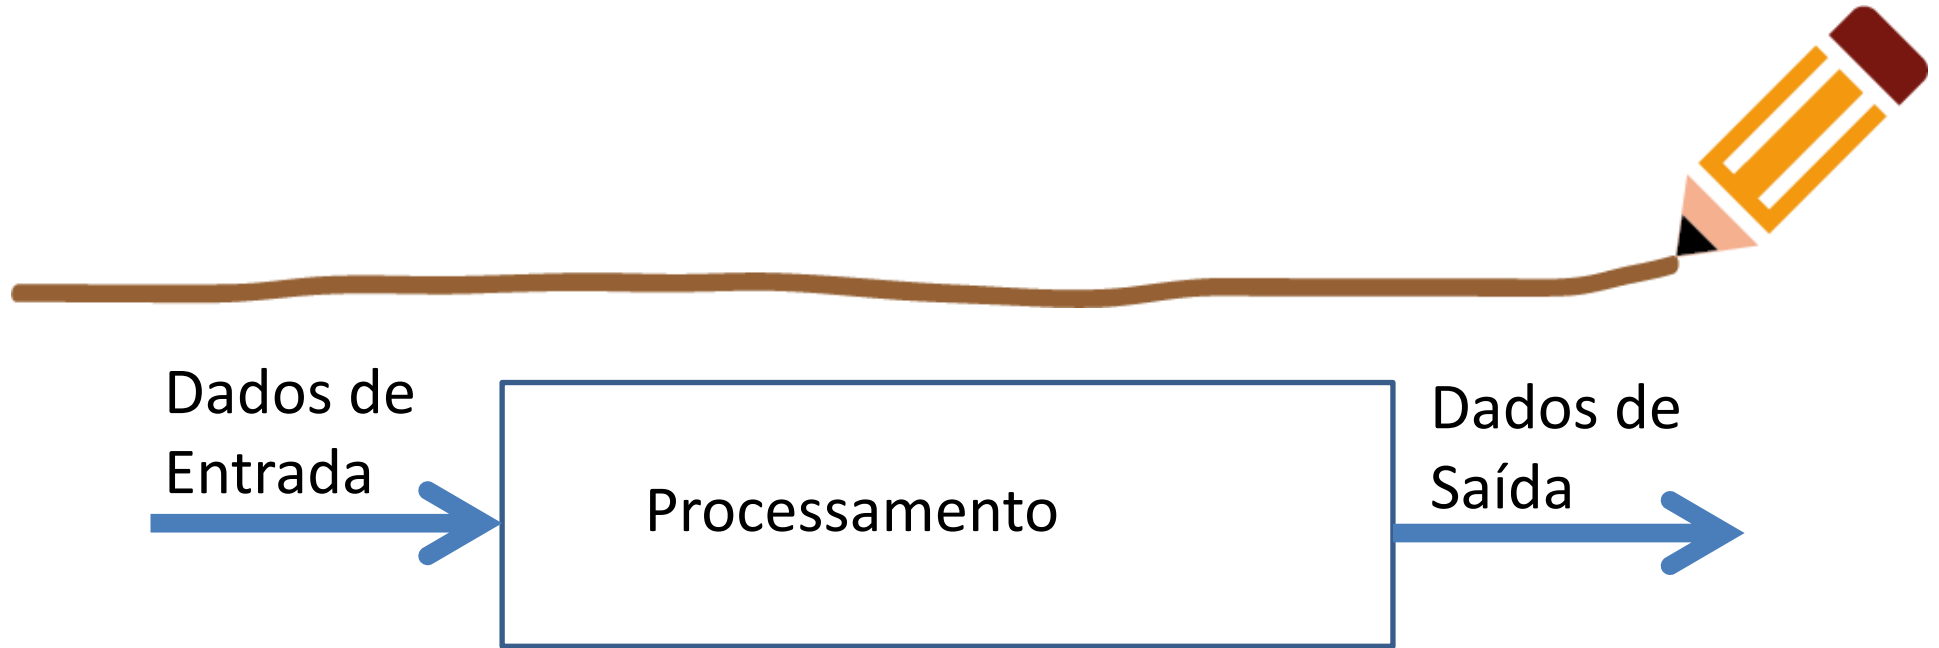 Dados de
Entrada
Processamento
Dados de
Saída